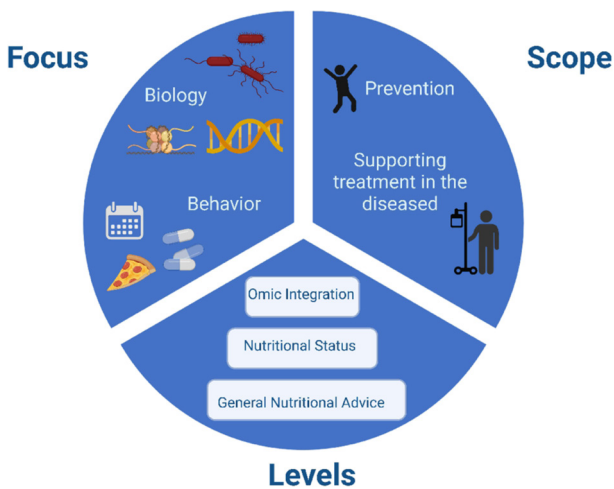 Focus
Scope
Biology
Behavior
Prevention
Supporting
treatment in the
diseased
Omic Integration
Nutritional Status
General Nutritional Advice
Levels